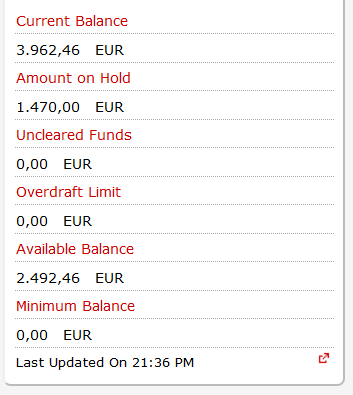 Current Balance
3.962,46 EUR
Amount on Hold
1.470,00 EUR
Uncleared Funds
0,00 EUR
Overdraft Limit
0,00 EUR
Available Balance
2.492,46 EUR
Minimum Balance
0,00 EUR
Last Updated On 21:36 PM